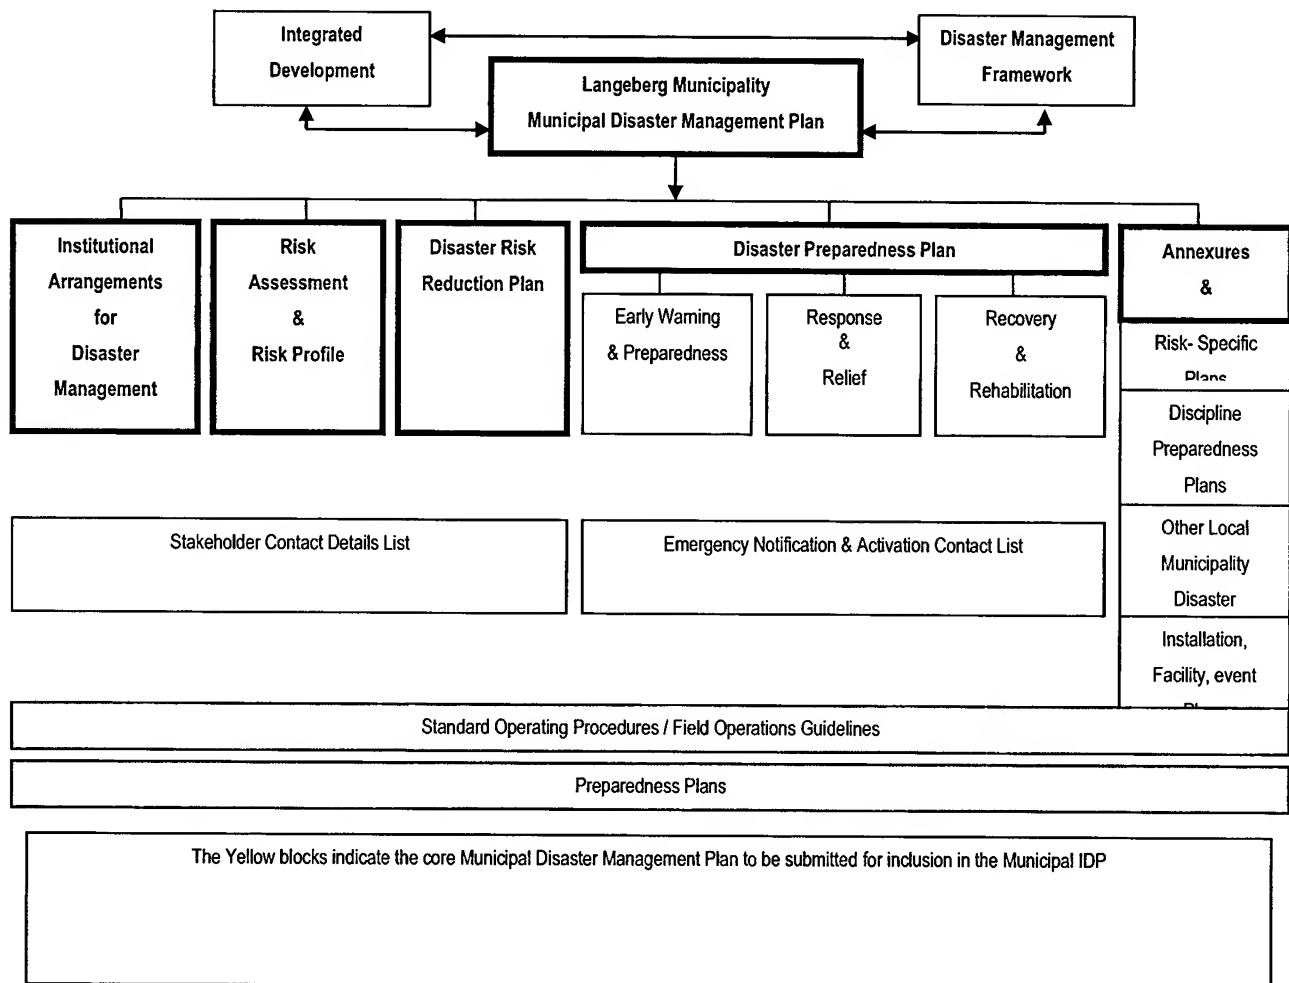 Integrated
Development
Disaster Management
Framework
Langeberg Municipality
Municipal Disaster Management Plan
Institutional
Arrangements
for
Disaster
Management
Risk
Assessment
&
Risk Profile
Disaster Risk
Reduction Plan
Disaster Preparedness Plan
Early Warning
& Preparedness
Response
&
Relief
Recovery
&
Rehabilitation
Annexures
&
Risk- Specific
Plans
Discipline
Preparedness
Plans
Other Local
Municipality
Disaster
Installation,
Facility, event
Stakeholder Contact Details List
Emergency Notification & Activation Contact List
Standard Operating Procedures / Field Operations Guidelines
Preparedness Plans
The Yellow blocks indicate the core Municipal Disaster Management Plan to be submitted for inclusion in the Municipal IDP